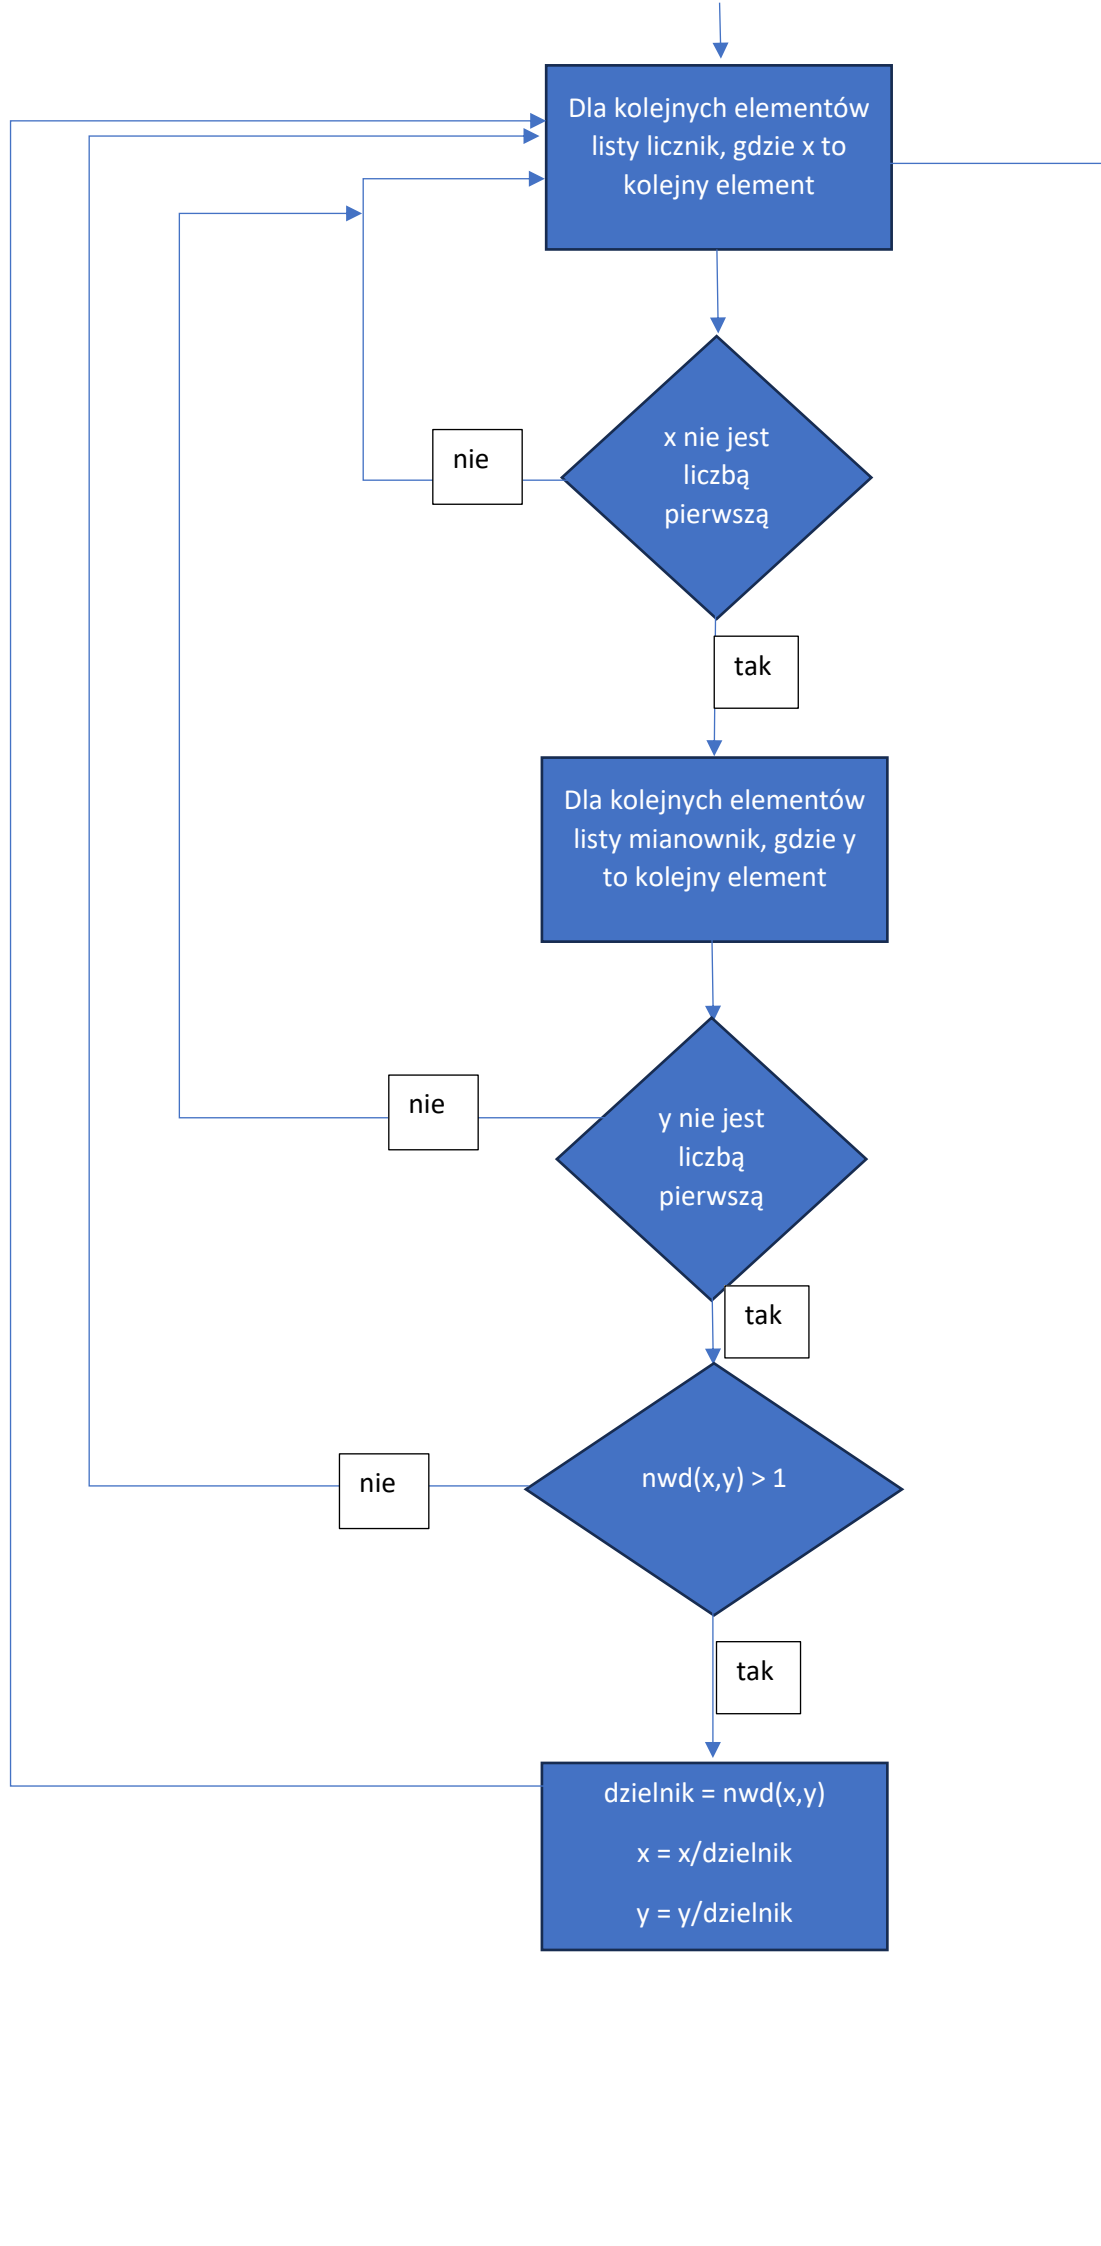 Dla kolejnych elementów
listy licznik, gdzie x to
kolejny element
x nie jest
liczbą
pierwszą
nie
tak
Dla kolejnych elementów
listy mianownik, gdzie y
to kolejny element
y nie jest
liczbą
pierwszą
nie
tak
nwd(x,y) > 1
nie
tak
dzielnik = nwd(x,y)
x = x/dzielnik
y = y/dzielnik